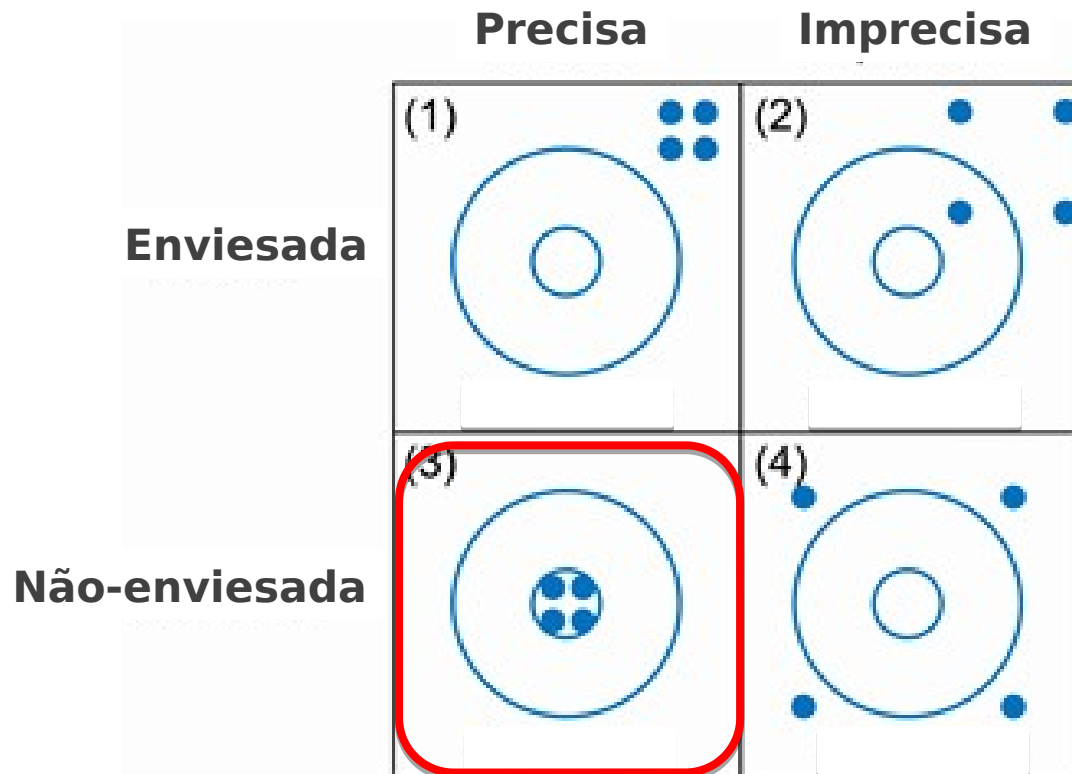 Precisa Imprecisa
(1) (2)
Enviesada
(3) (4)
Não-enviesada